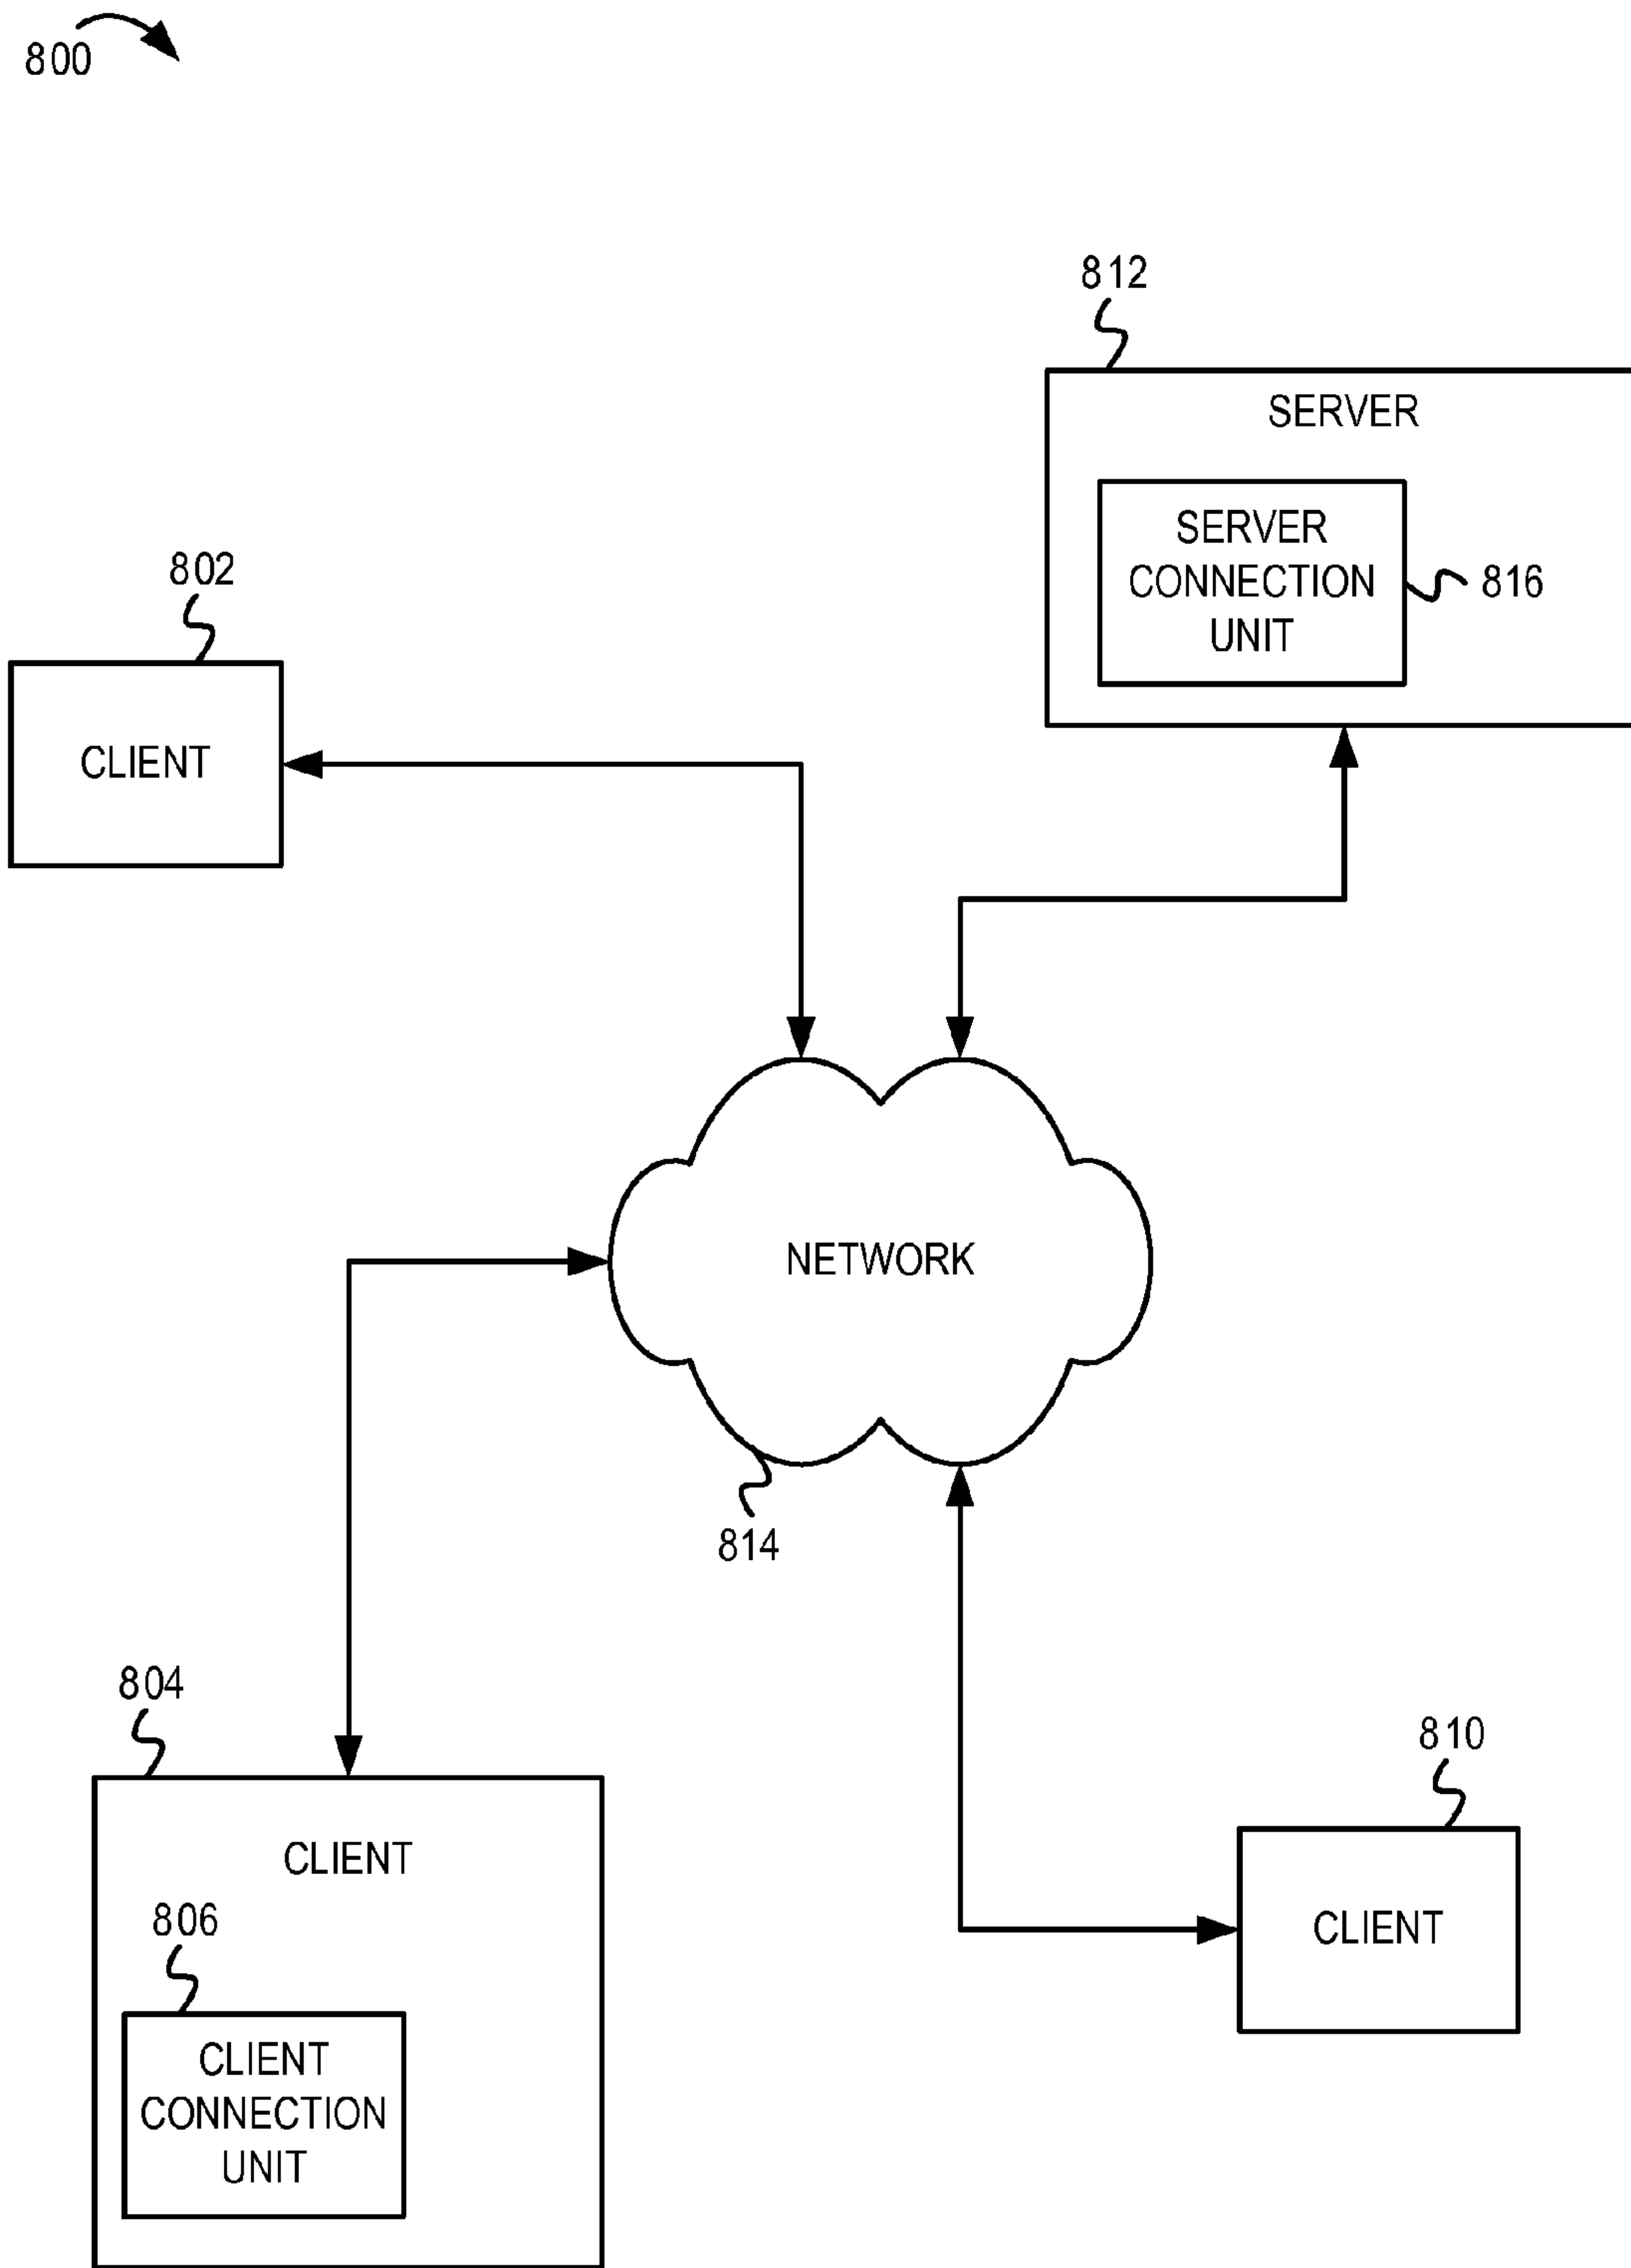 800
812
SERVER
SERVER
CONNECTION
UNIT
816
802
CLIENT
NETWORK
814
804
CLIENT
806
CLIENT
CONNECTION
UNIT
810
CLIENT